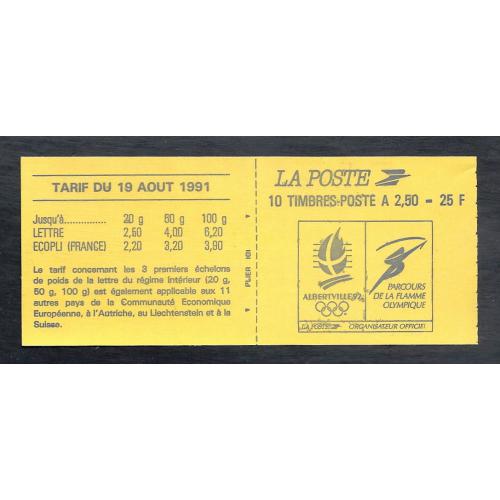 TARIF DU 19 AOUT 1991
Jusqu'à.............. 20 g 80 g 100 g
LETTRE 2,50 4,00 6,20
ECOPLI (FRANCE) 2,20 3,20 3,90
Le tarif concernant les 3 premiers échelons
de poids de la lettre du régime intérieur (20 g,
50 g, 100 g) est également applicable aux 11
autres pays de la Communauté Economique
Européenne, à l'Autriche, au Liechtenstein et à la
Suisse.
PLIER ICI
LA POSTE
10 TIMBRES-POSTE A 2,50 - 25 F
ALBERTVILLE 92
PARCOURS
DE LA FLAMME
OLYMPIQUE
LA POSTE ORGANISATEUR OFFICIEL